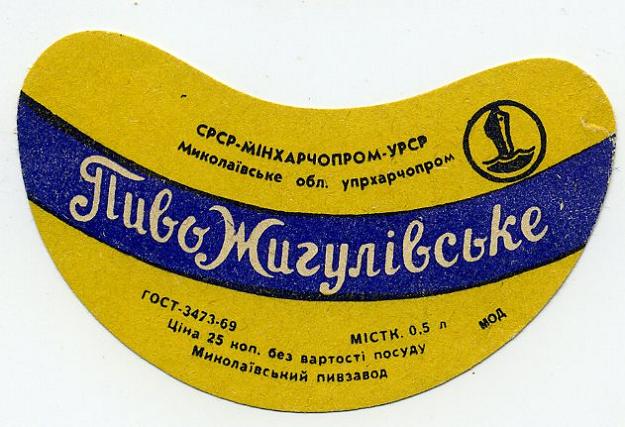 СРСР-МІНХАРЧОПРОМ-УРСР
Миколаївське обл. упрхарчопром
Пиво Жигулівське
ГОСТ-3473-69
МІСТК. 0,5 л
МОД
Ціна 25 коп. без вартості посуду
Миколаївський пивзавод